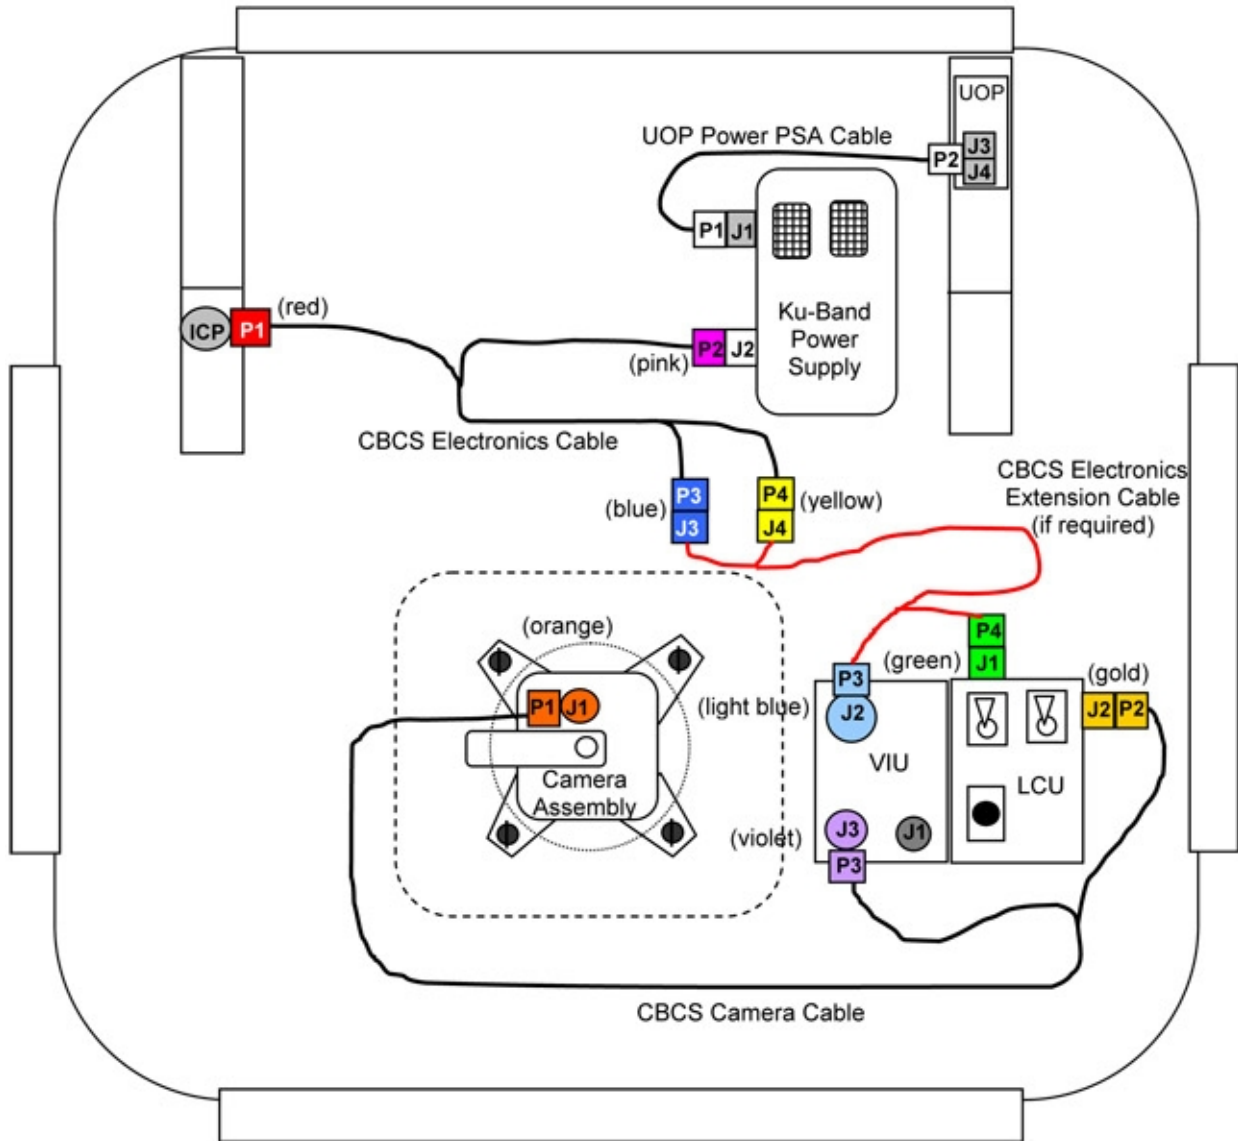 UOP
UOP Power PSA Cable
P2
J3
J4
P1
J1
(red)
ICP
P1
Ku-Band
Power
Supply
(pink)
P2
J2
CBCS Electronics Cable
CBCS Electronics
Extension Cable
(if required)
(blue)
P3
J3
P4
J4
(yellow)
(orange)
P1
J1
Camera
Assembly
(green)
P4
J1
(gold)
(light blue)
P3
J2
J2
P2
VIU
LCU
(violet)
J3
J1
P3
CBCS Camera Cable